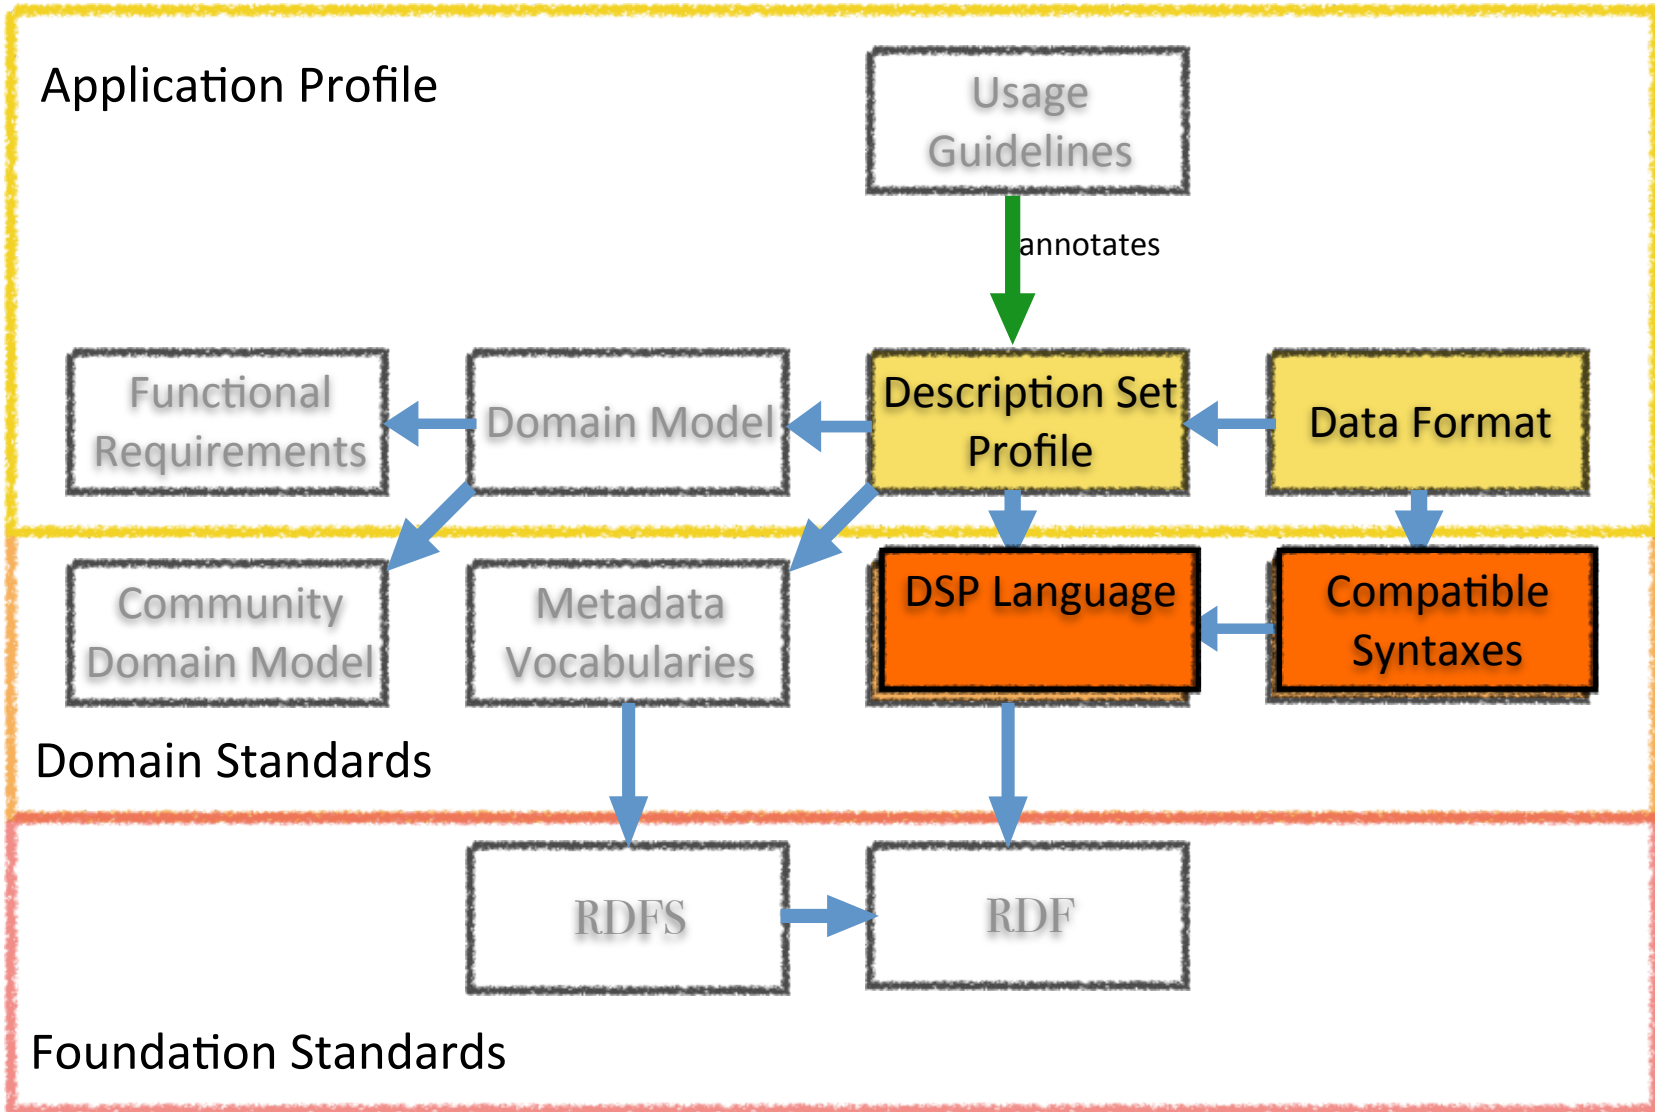 Application Profile
Usage
Guidelines
annotates
Functional
Requirements
Domain Model
Description Set
Profile
Data Format
Community
Domain Model
Metadata
Vocabularies
DSP Language
Compatible
Syntaxes
Domain Standards
RDFS
RDF
Foundation Standards